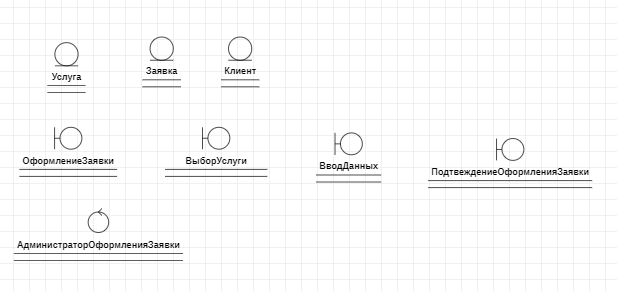 Услуга
Заявка
Клиент
ОформлениеЗаявки
ВыборУслуги
ВводДанных
ПодтвеждениеОформленияЗаявки
АдминистраторОформленияЗаявки